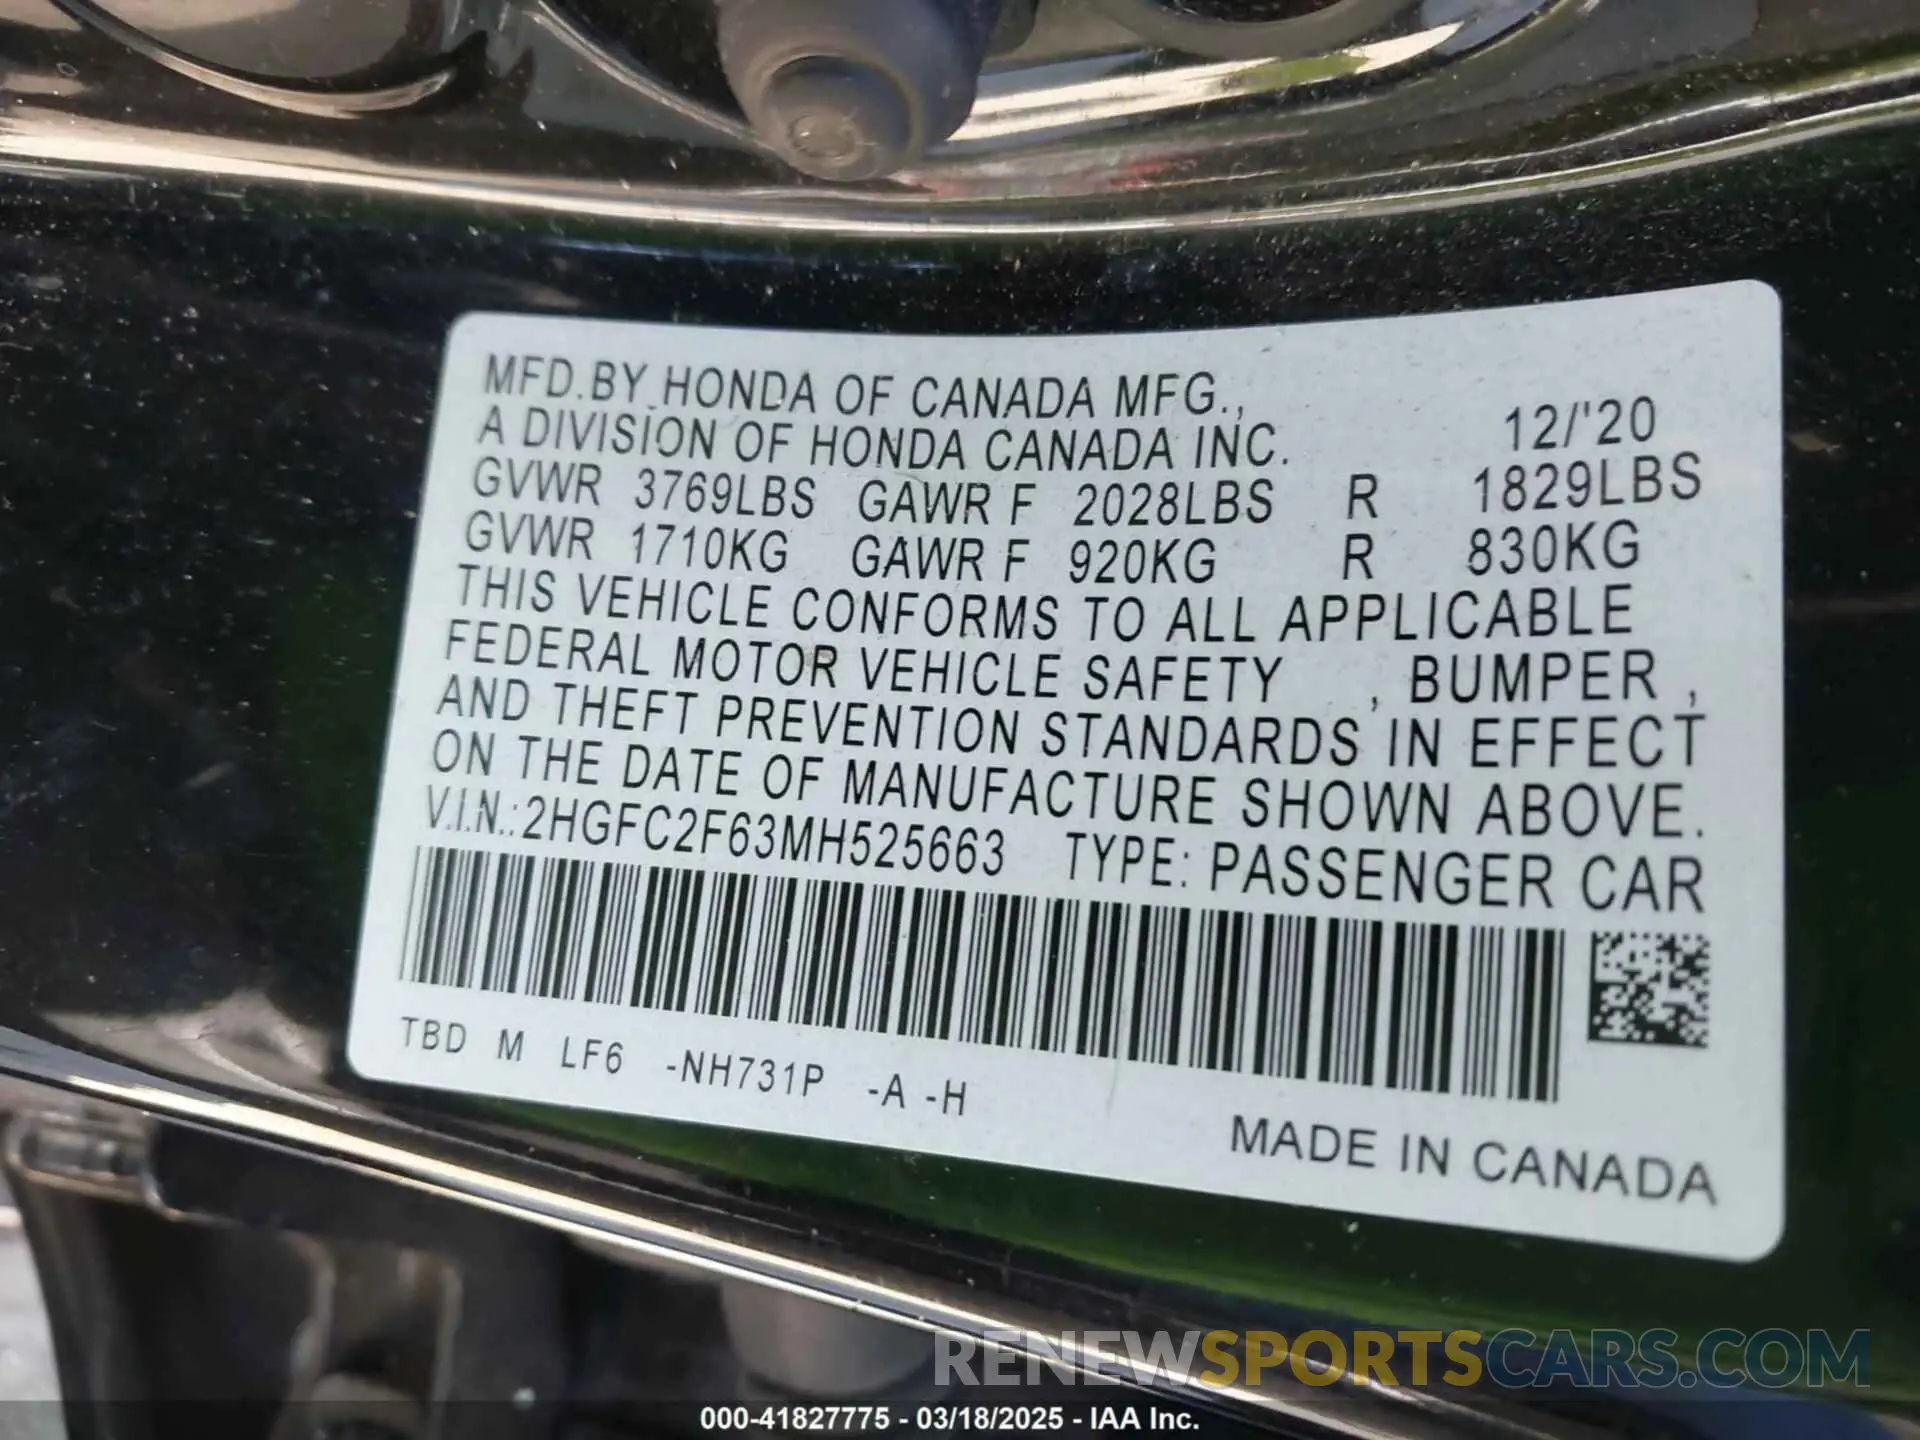 MFD.BY HONDA OF CANADA MFG.,
A DIVISION OF HONDA CANADA INC. 12/'20
GVWR 3769LBS GAWR F 2028LBS R 1829LBS
GVWR 1710KG GAWR F 920KG R 830KG
THIS VEHICLE CONFORMS TO ALL APPLICABLE
FEDERAL MOTOR VEHICLE SAFETY , BUMPER ,
AND THEFT PREVENTION STANDARDS IN EFFECT
ON THE DATE OF MANUFACTURE SHOWN ABOVE.
V.I.N.:2HGFC2F63MH525663 TYPE: PASSENGER CAR
TBD M LF6 -NH731P -A -H
MADE IN CANADA
RENEWSPORTSCARS.COM
000-41827775 - 03/18/2025 - IAA Inc.